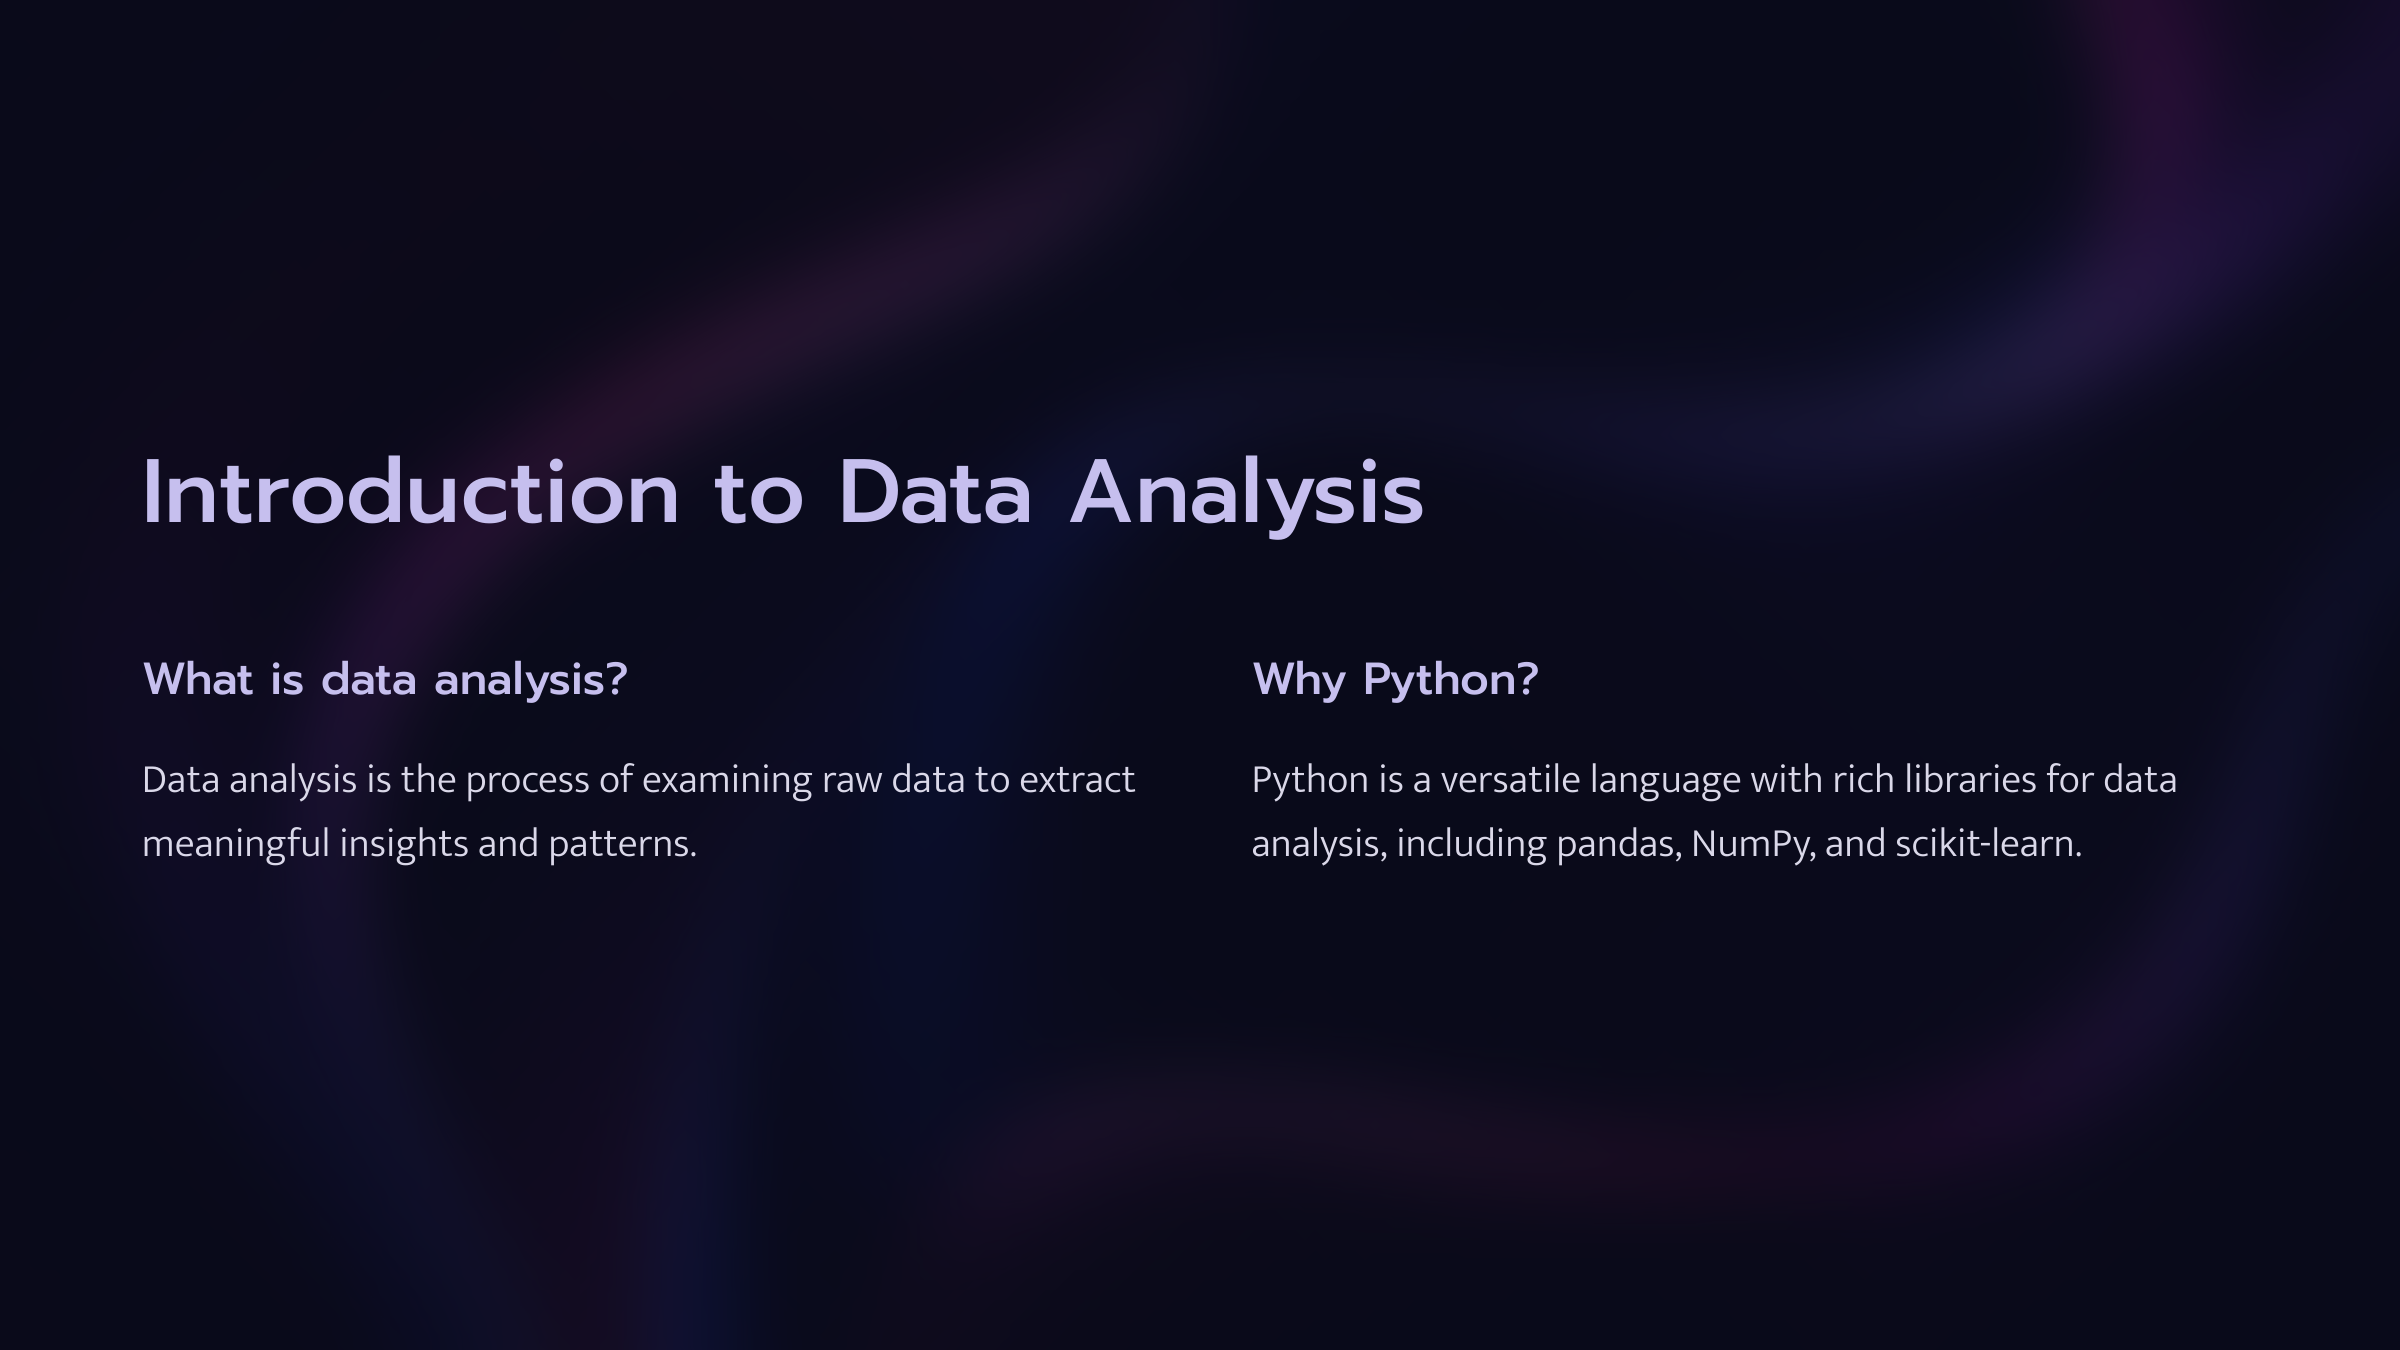 Introduction to Data Analysis
What is data analysis?
Data analysis is the process of examining raw data to extract
meaningful insights and patterns.
Why Python?
Python is a versatile language with rich libraries for data
analysis, including pandas, NumPy, and scikit-learn.